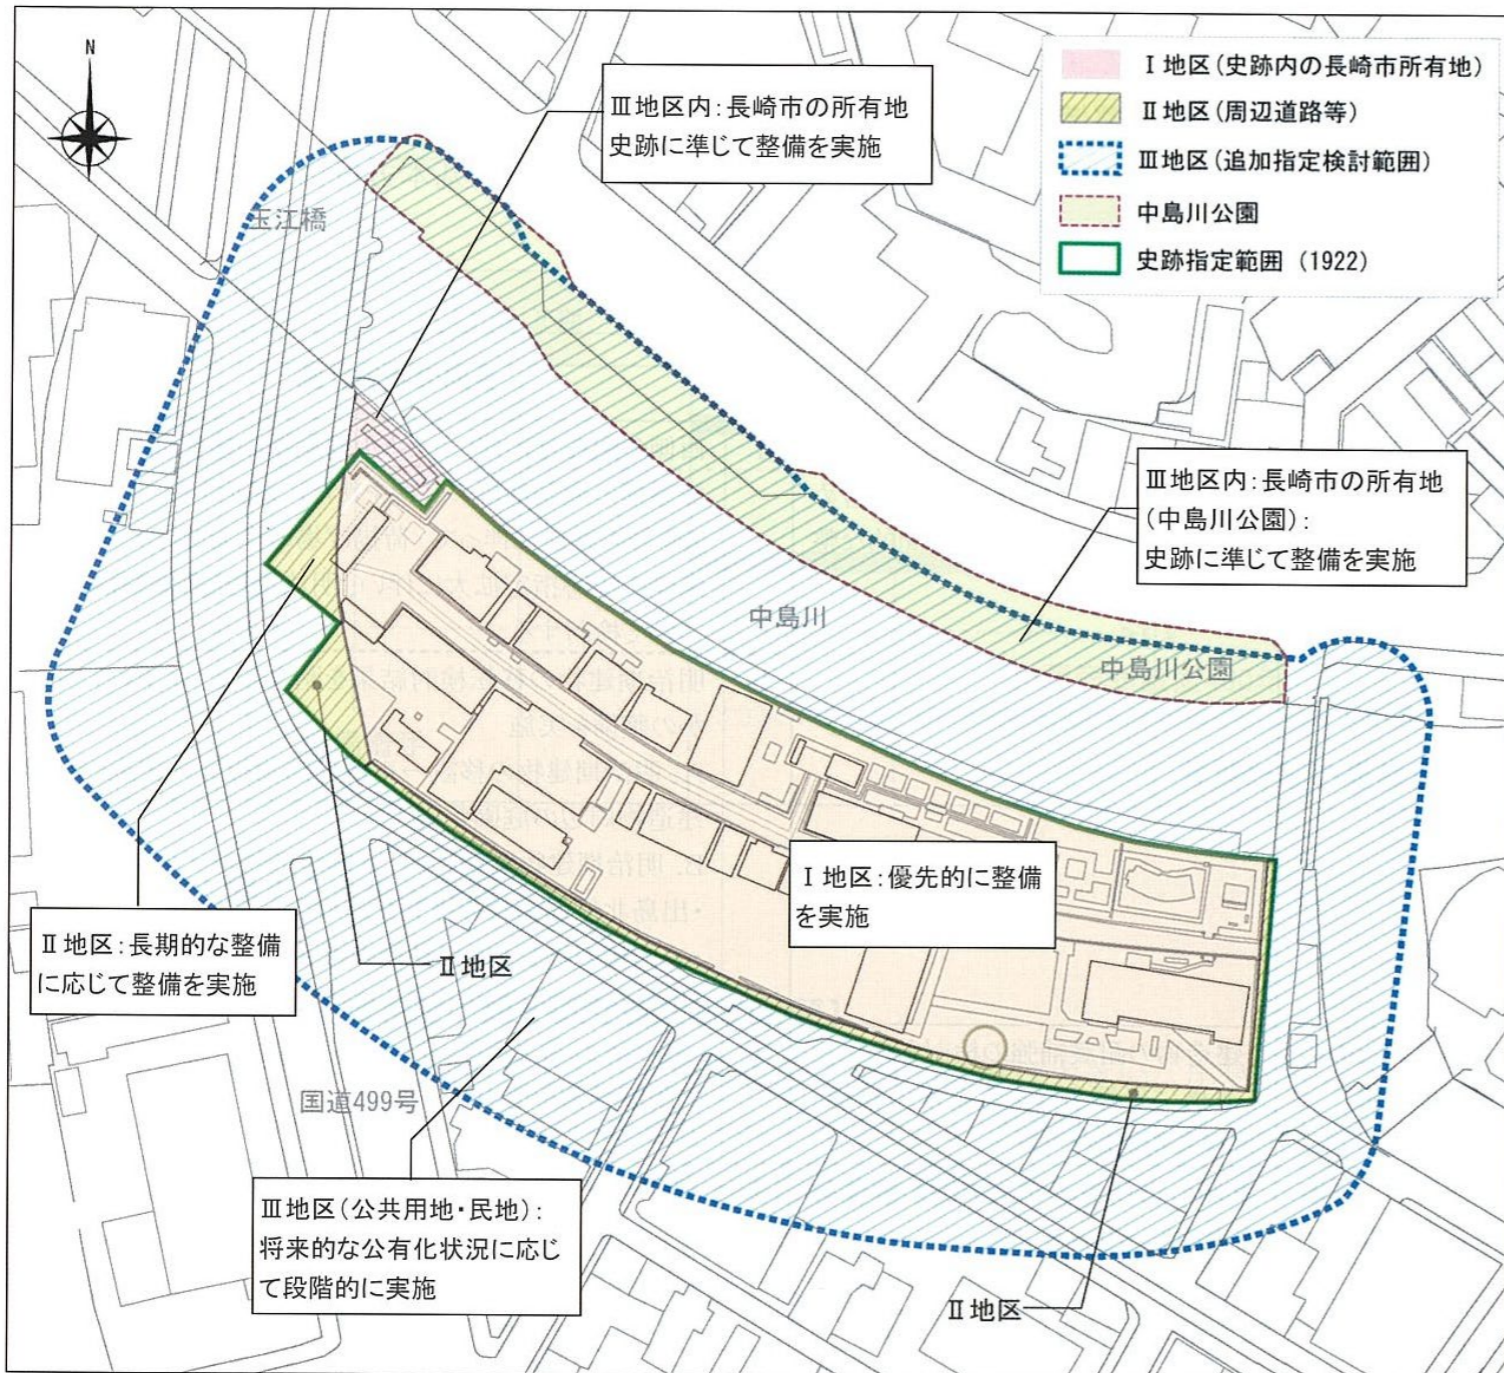 N
Ⅰ地区(史跡内の長崎市所有地)
Ⅱ地区(周辺道路等)
Ⅲ地区(追加指定検討範囲)
中島川公園
史跡指定範囲 (1922)
Ⅲ地区内:長崎市の所有地
史跡に準じて整備を実施
玉江橋
Ⅲ地区内:長崎市の所有地
(中島川公園):
史跡に準じて整備を実施
中島川
中島川公園
Ⅰ地区:優先的に整備
を実施
Ⅱ地区:長期的な整備
に応じて整備を実施
Ⅱ地区
国道499号
Ⅲ地区(公共用地・民地):
将来的な公有化状況に応じ
て段階的に実施
Ⅱ地区